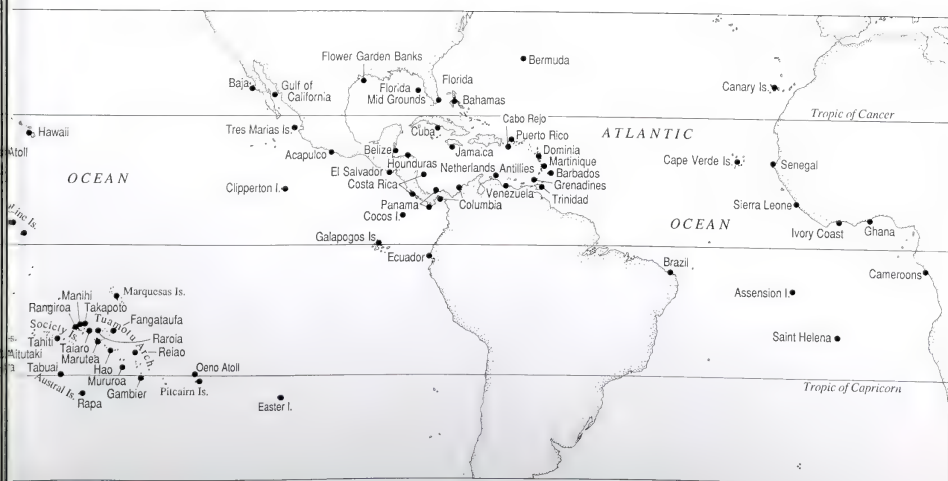 Flower Garden Banks
Bermuda
Baja
Gulf of
California
Florida
Mid Grounds
Florida
Bahamas
Canary Is.
Tropic of Cancer
Hawaii
Atoll
Tres Marias Is.
Cuba
Cabo Rejo
Puerto Rico
ATLANTIC
Acapulco
Belize
Jamaica
Dominia
Martinique
Barbados
Cape Verde Is.
Senegal
OCEAN
Hounduras
El Salvador
Netherlands Antillies
Costa Rica
Grenadines
Clipperton I.
Venezuela
Trinidad
Panama
Columbia
Cocos I.
Sierra Leone
Line Is.
OCEAN
Ivory Coast
Ghana
Galapogos Is.
Ecuador
Brazil
Cameroons
Assension I.
Manihi
Marquesas Is.
Rangiroa
Takapoto
Society Is.
Tuamotu Arch.
Fangataufa
Tahiti
Taiaro
Raroia
Saint Helena
Aitutaki
Marutea
Reiao
Tabuai
Hao
Oeno Atoll
Mururoa
Austral Is.
Gambier
Pitcairn Is.
Tropic of Capricorn
Rapa
Easter I.